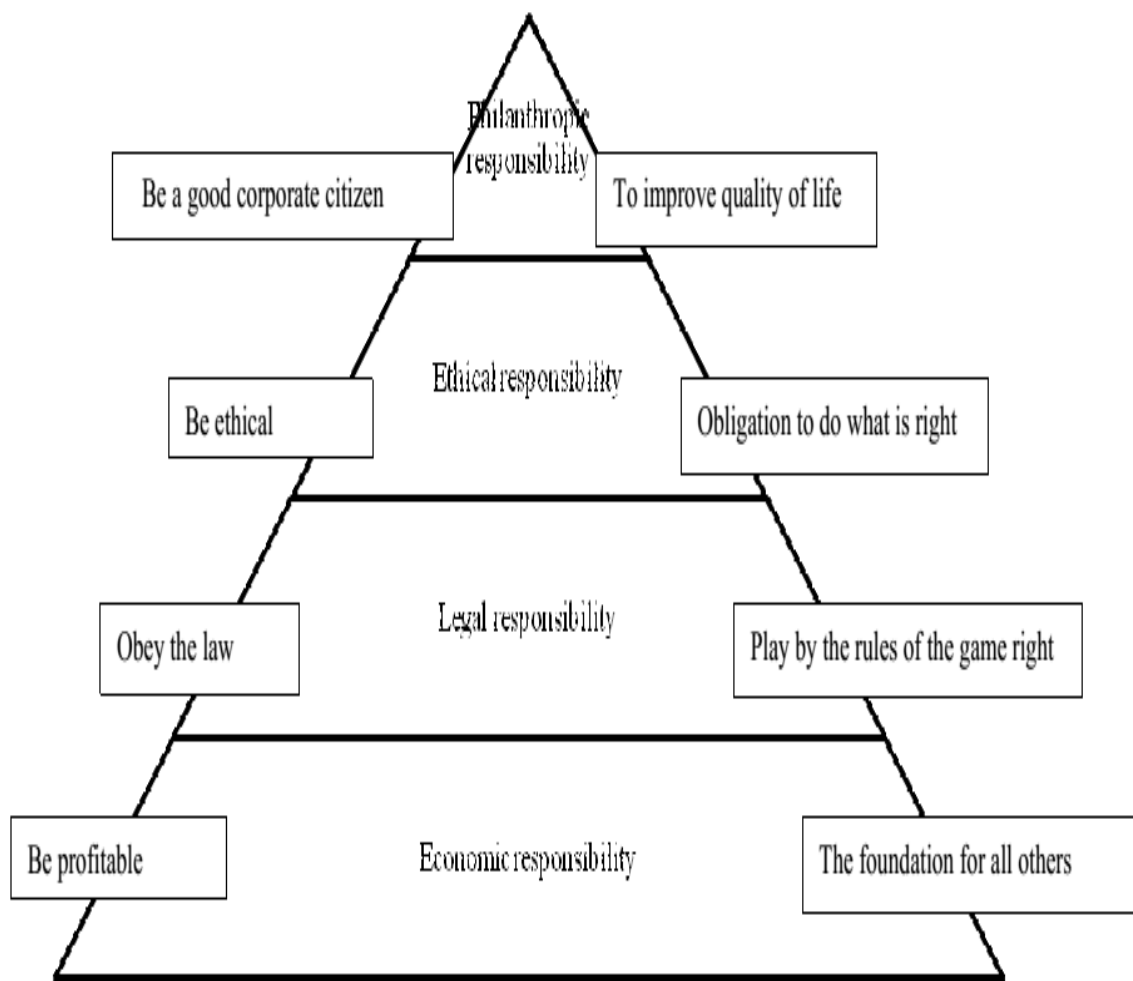 Philanthropic
responsibility
Be a good corporate citizen
To improve quality of life
Ethical responsibility
Be ethical
Obligation to do what is right
Legal responsibility
Obey the law
Play by the rules of the game right
Economic responsibility
Be profitable
The foundation for all others